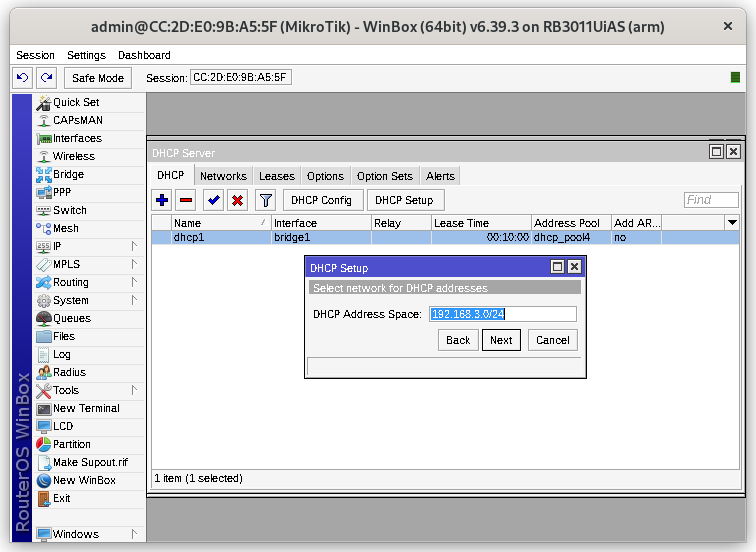 admin@CC:2D:E0:9B:A5:5F (MikroTik) - WinBox (64bit) v6.39.3 on RB3011UiAS (arm)
Session Settings Dashboard
Safe Mode Session: CC:2D:E0:9B:A5:5F
Quick Set
CAPsMAN
Interfaces
Wireless
Bridge
PPP
Switch
Mesh
IP
MPLS
Routing
System
Queues
Files
Log
Radius
Tools
New Terminal
LCD
Partition
Make Supout.rif
New WinBox
Exit
Windows
RouterOS WinBox
DHCP Server
DHCP Networks Leases Options Option Sets Alerts
DHCP Config DHCP Setup Find
Name / Interface Relay Lease Time Address Pool Add AR...
dhcp1 bridge1 00:10:00 dhcp_pool4 no
DHCP Setup
Select network for DHCP addresses
DHCP Address Space: 192.168.3.0/24
Back Next Cancel
1 item (1 selected)